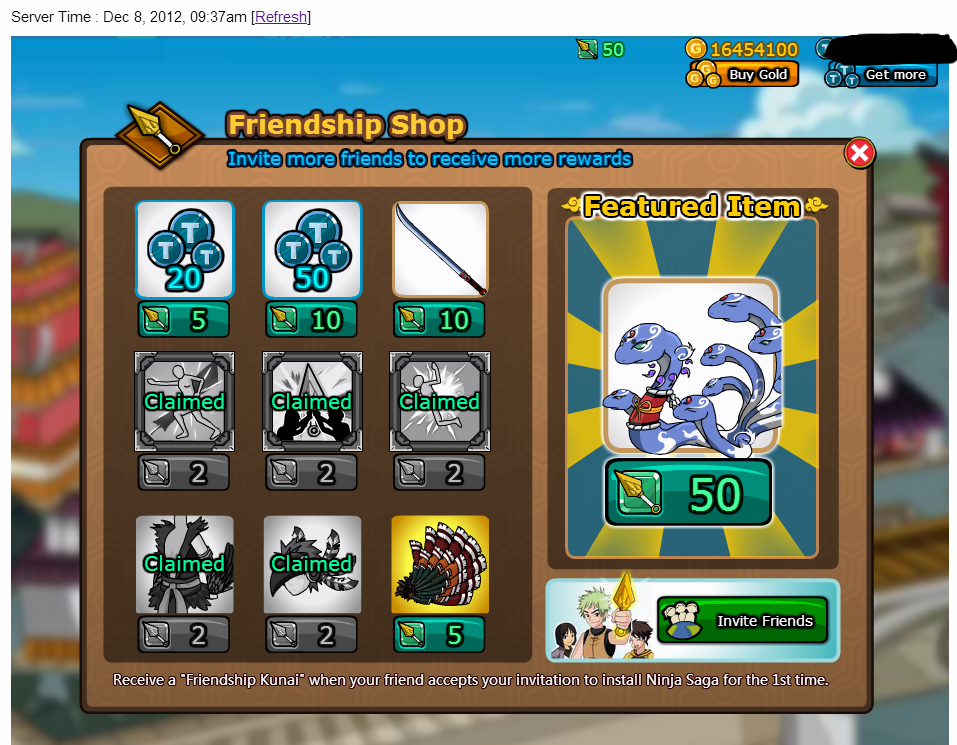 Server Time : Dec 8, 2012, 09:37am [Refresh]
50
G 16454100
T
G G G Buy Gold
T T T Get more
Friendship Shop
Invite more friends to receive more rewards
Featured Item
T T T 20
T T T 50
5
10
10
Claimed
Claimed
Claimed
2
2
2
50
Claimed
Claimed
2
2
5
Invite Friends
Receive a "Friendship Kunai" when your friend accepts your invitation to install Ninja Saga for the 1st time.